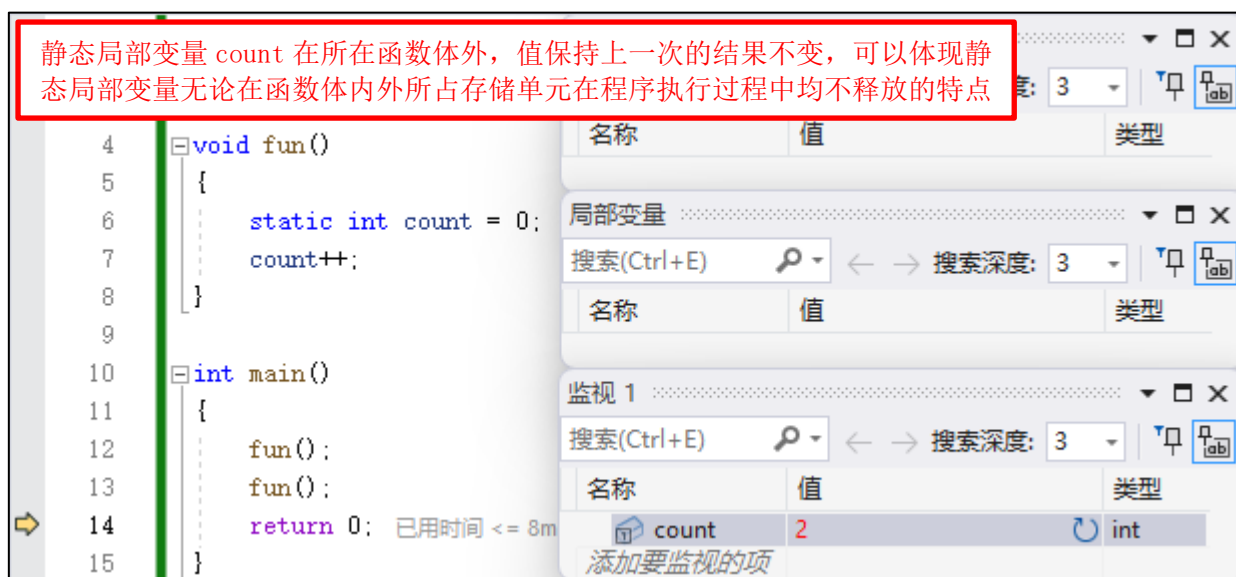 静态局部变量 count 在所在函数体外，值保持上一次的结果不变，可以体现静
态局部变量无论在函数体内外所占存储单元在程序执行过程中均不释放的特点
度: 3
名称 值 类型
4 void fun()
5 {
6 static int count = 0;
7 count++;
8 }
9
10 int main()
11 {
12 fun();
13 fun();
14 return 0; 已用时间 <= 8m
15 }
局部变量
搜索(Ctrl+E) 搜索深度: 3
名称 值 类型
监视 1
搜索(Ctrl+E) 搜索深度: 3
名称 值 类型
count 2 int
添加要监视的项